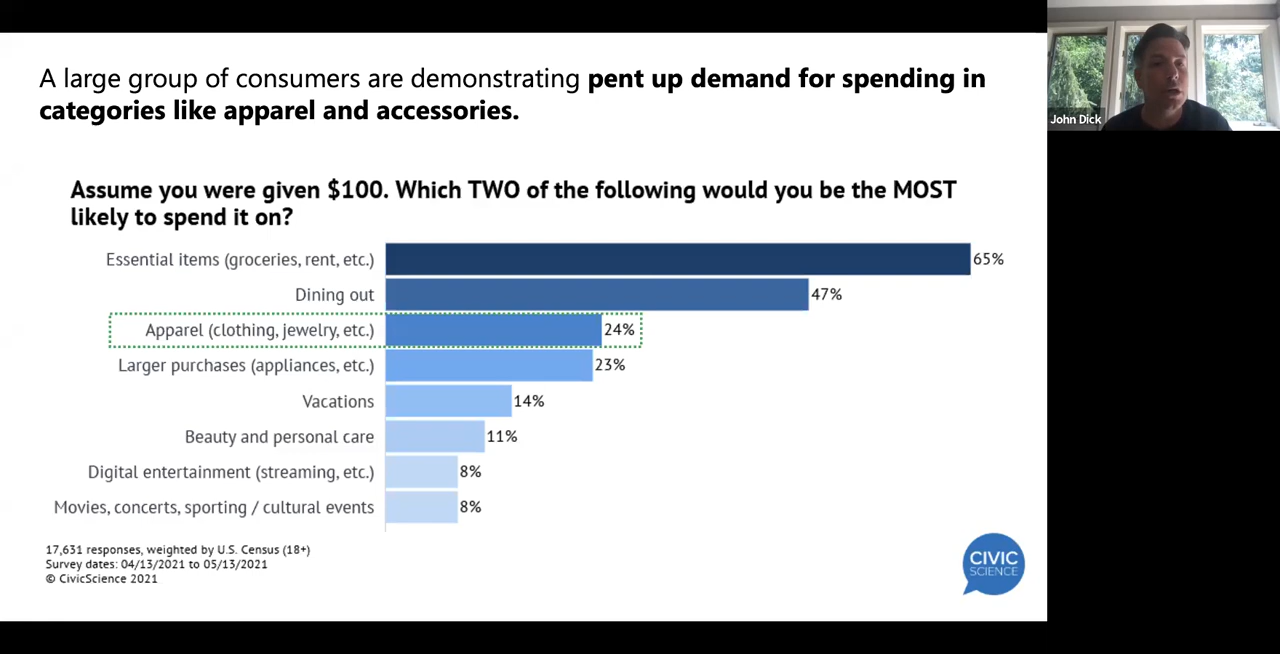 A large group of consumers are demonstrating pent up demand for spending in
categories like apparel and accessories.
John Dick
Assume you were given $100. Which TWO of the following would you be the MOST
likely to spend it on?
Essential items (groceries, rent, etc.) 65%
Dining out 47%
Apparel (clothing, jewelry, etc.) 24%
Larger purchases (appliances, etc.) 23%
Vacations 14%
Beauty and personal care 11%
Digital entertainment (streaming, etc.) 8%
Movies, concerts, sporting / cultural events 8%
17,631 responses, weighted by U.S. Census (18+)
Survey dates: 04/13/2021 to 05/13/2021
© CivicScience 2021
CIVIC
SCIENCE